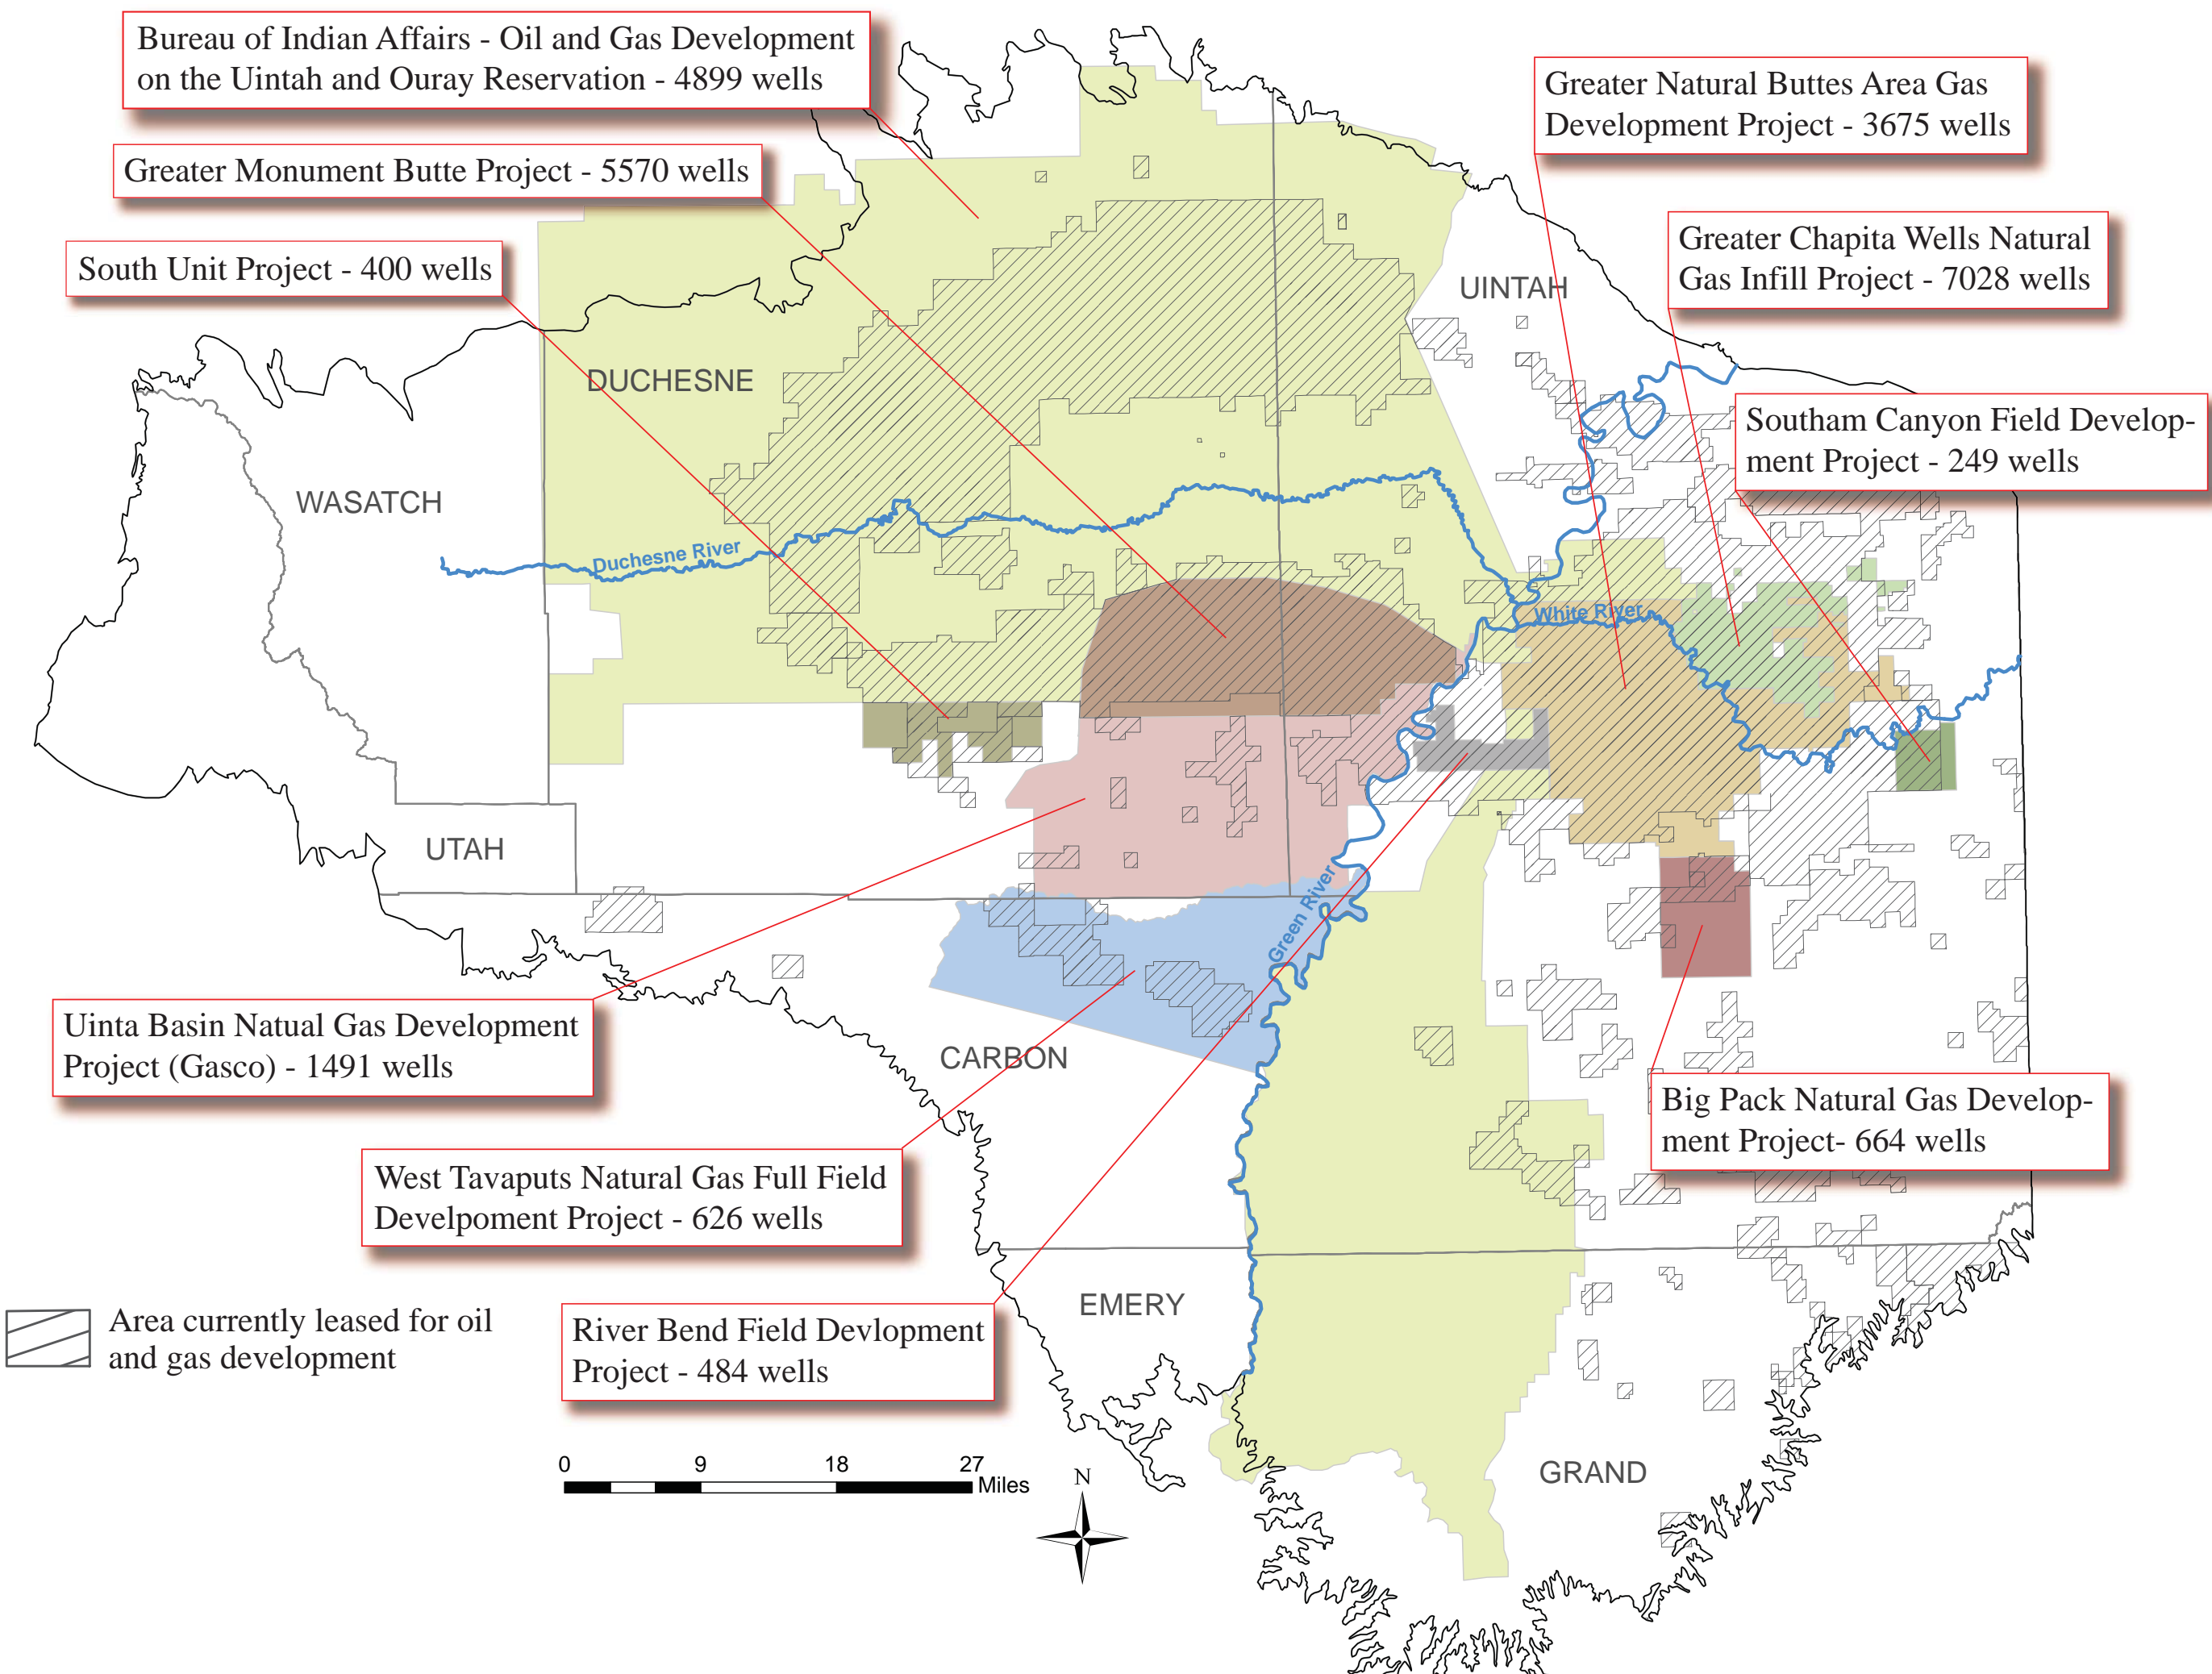 Bureau of Indian Affairs - Oil and Gas Development
on the Uintah and Ouray Reservation - 4899 wells
Greater Natural Buttes Area Gas
Development Project - 3675 wells
Greater Monument Butte Project - 5570 wells
South Unit Project - 400 wells
Greater Chapita Wells Natural
Gas Infill Project - 7028 wells
UINTAH
DUCHESNE
Southam Canyon Field Develop-
ment Project - 249 wells
WASATCH
Duchesne River
White River
UTAH
Green River
Uinta Basin Natual Gas Development
Project (Gasco) - 1491 wells
CARBON
Big Pack Natural Gas Develop-
ment Project- 664 wells
West Tavaputs Natural Gas Full Field
Develpoment Project - 626 wells
EMERY
River Bend Field Devlopment
Project - 484 wells
Area currently leased for oil
and gas development
0 9 18 27
Miles
N
GRAND